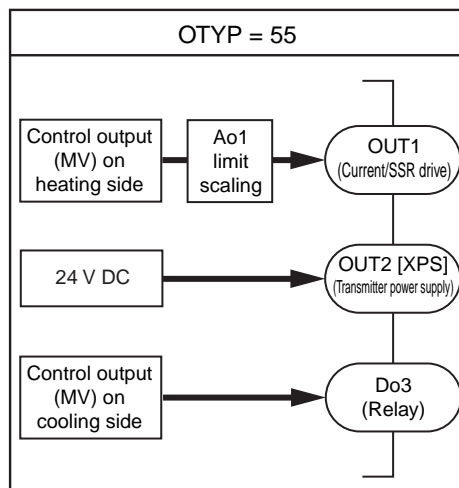 OTYP = 55
Control output
(MV) on
heating side
Ao1
limit
scaling
OUT1
(Current/SSR drive)
24 V DC
OUT2 [XPS]
(Transmitter power supply)
Control output
(MV) on
cooling side
Do3
(Relay)